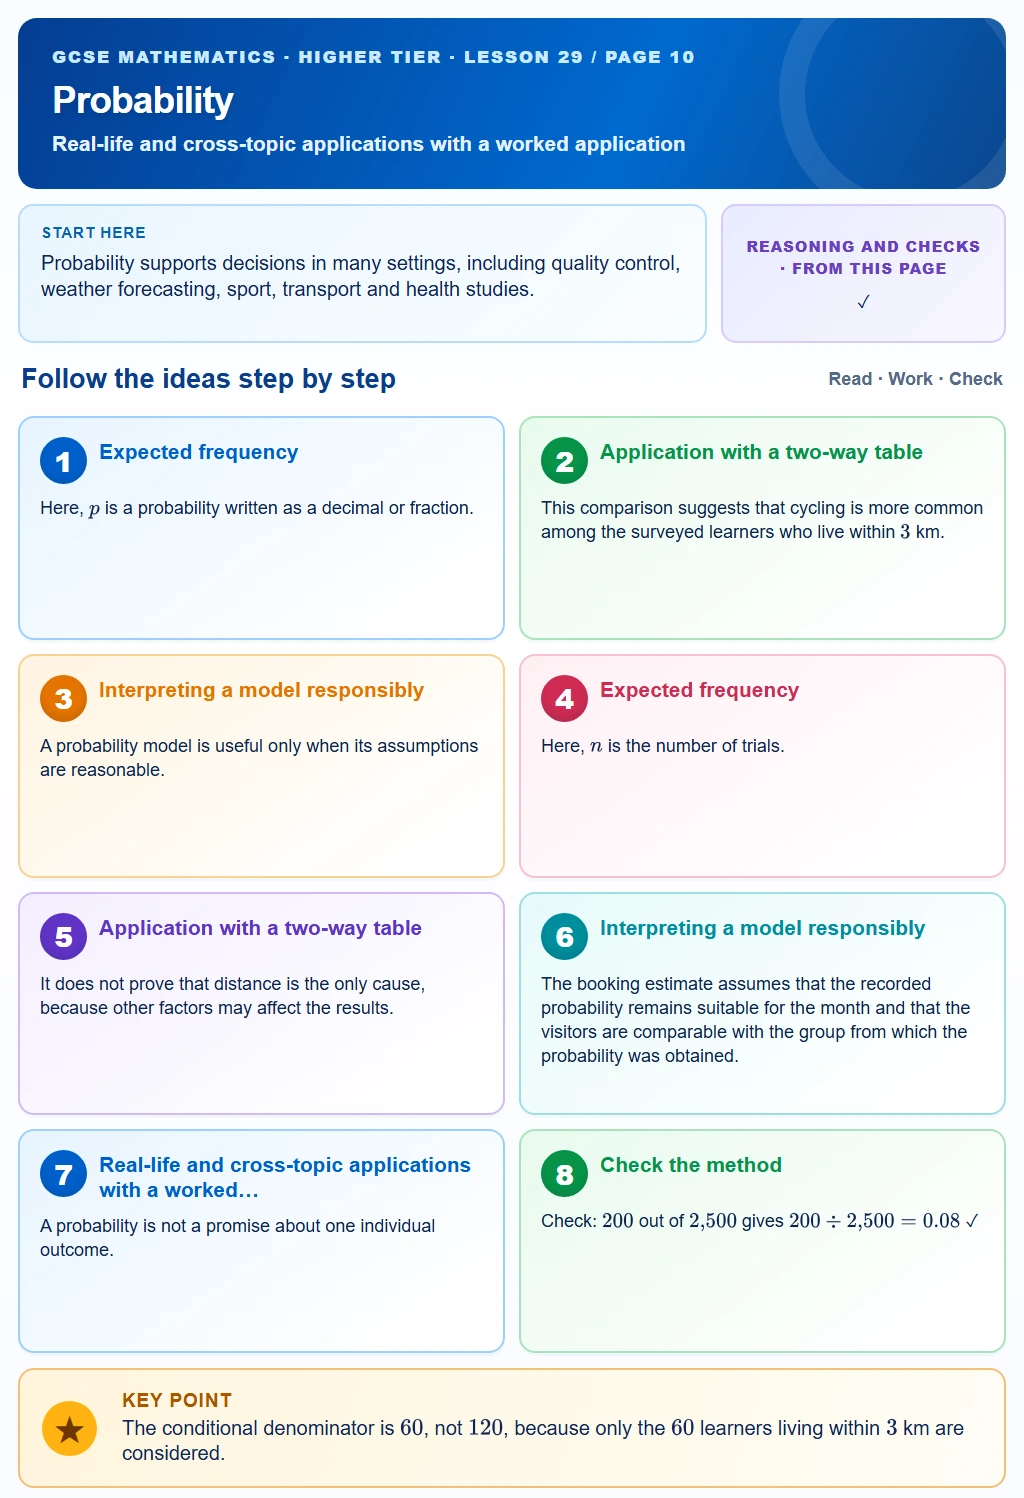 GCSE MATHEMATICS · HIGHER TIER · LESSON 29 / PAGE 10
Probability
Real-life and cross-topic applications with a worked application
START HERE
Probability supports decisions in many settings, including quality control,
weather forecasting, sport, transport and health studies.
REASONING AND CHECKS
· FROM THIS PAGE
✓
Follow the ideas step by step
Read · Work · Check
1
Expected frequency
Here, p is a probability written as a decimal or fraction.
2
Application with a two-way table
This comparison suggests that cycling is more common
among the surveyed learners who live within 3 km.
3
Interpreting a model responsibly
A probability model is useful only when its assumptions
are reasonable.
4
Expected frequency
Here, n is the number of trials.
5
Application with a two-way table
It does not prove that distance is the only cause,
because other factors may affect the results.
6
Interpreting a model responsibly
The booking estimate assumes that the recorded
probability remains suitable for the month and that the
visitors are comparable with the group from which the
probability was obtained.
7
Real-life and cross-topic applications
with a worked…
A probability is not a promise about one individual
outcome.
8
Check the method
Check: 200 out of 2,500 gives 200 ÷ 2,500 = 0.08 ✓
KEY POINT
The conditional denominator is 60, not 120, because only the 60 learners living within 3 km are
considered.